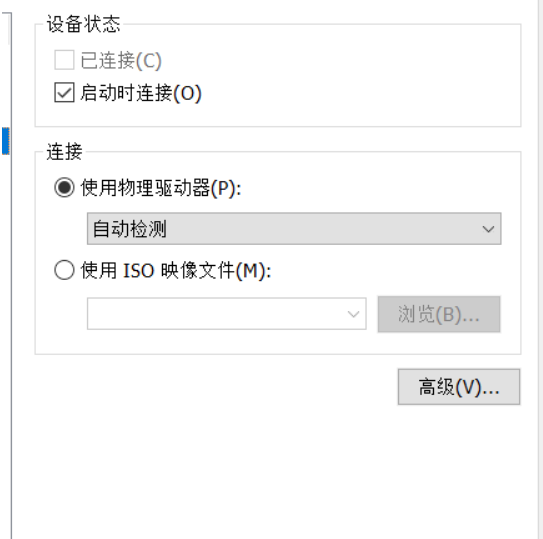 设备状态
已连接(C)
启动时连接(O)
连接
使用物理驱动器(P):
自动检测
使用 ISO 映像文件(M):
浏览(B)...
高级(V)...